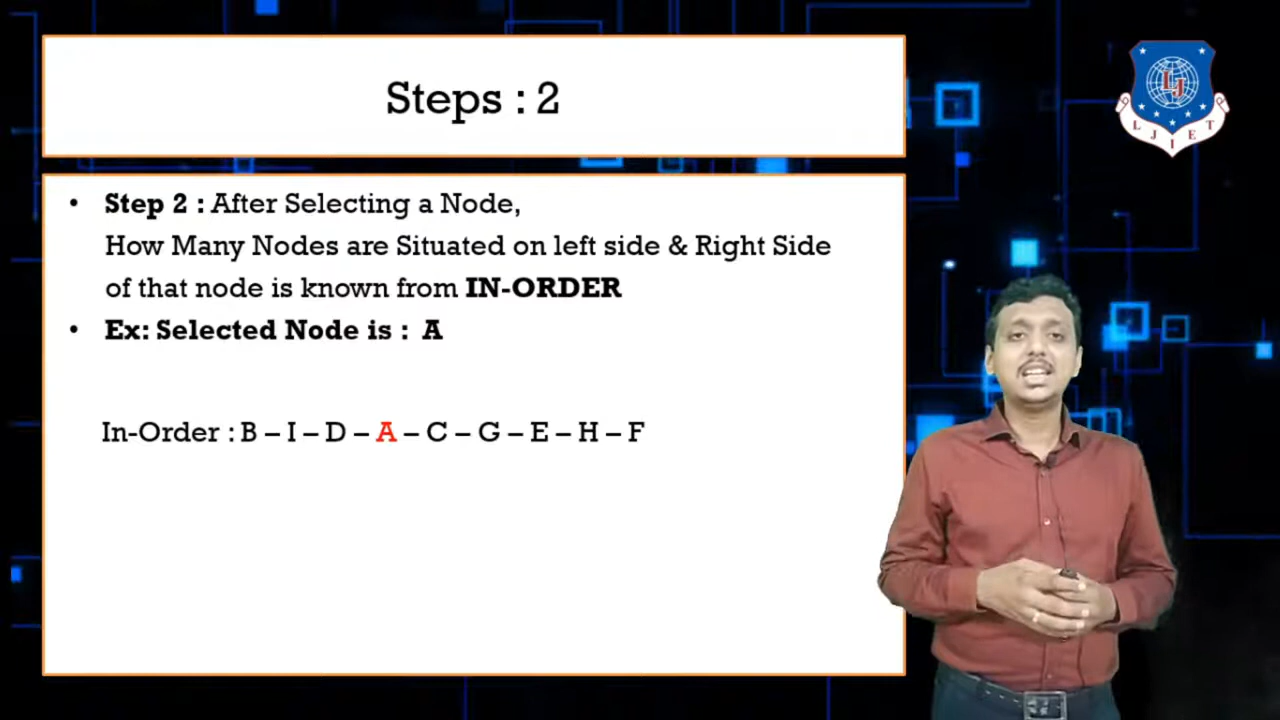 Steps : 2
L J I E T
• Step 2 : After Selecting a Node,
How Many Nodes are Situated on left side & Right Side
of that node is known from IN-ORDER
• Ex: Selected Node is : A
In-Order : B – I – D – A – C – G – E – H – F